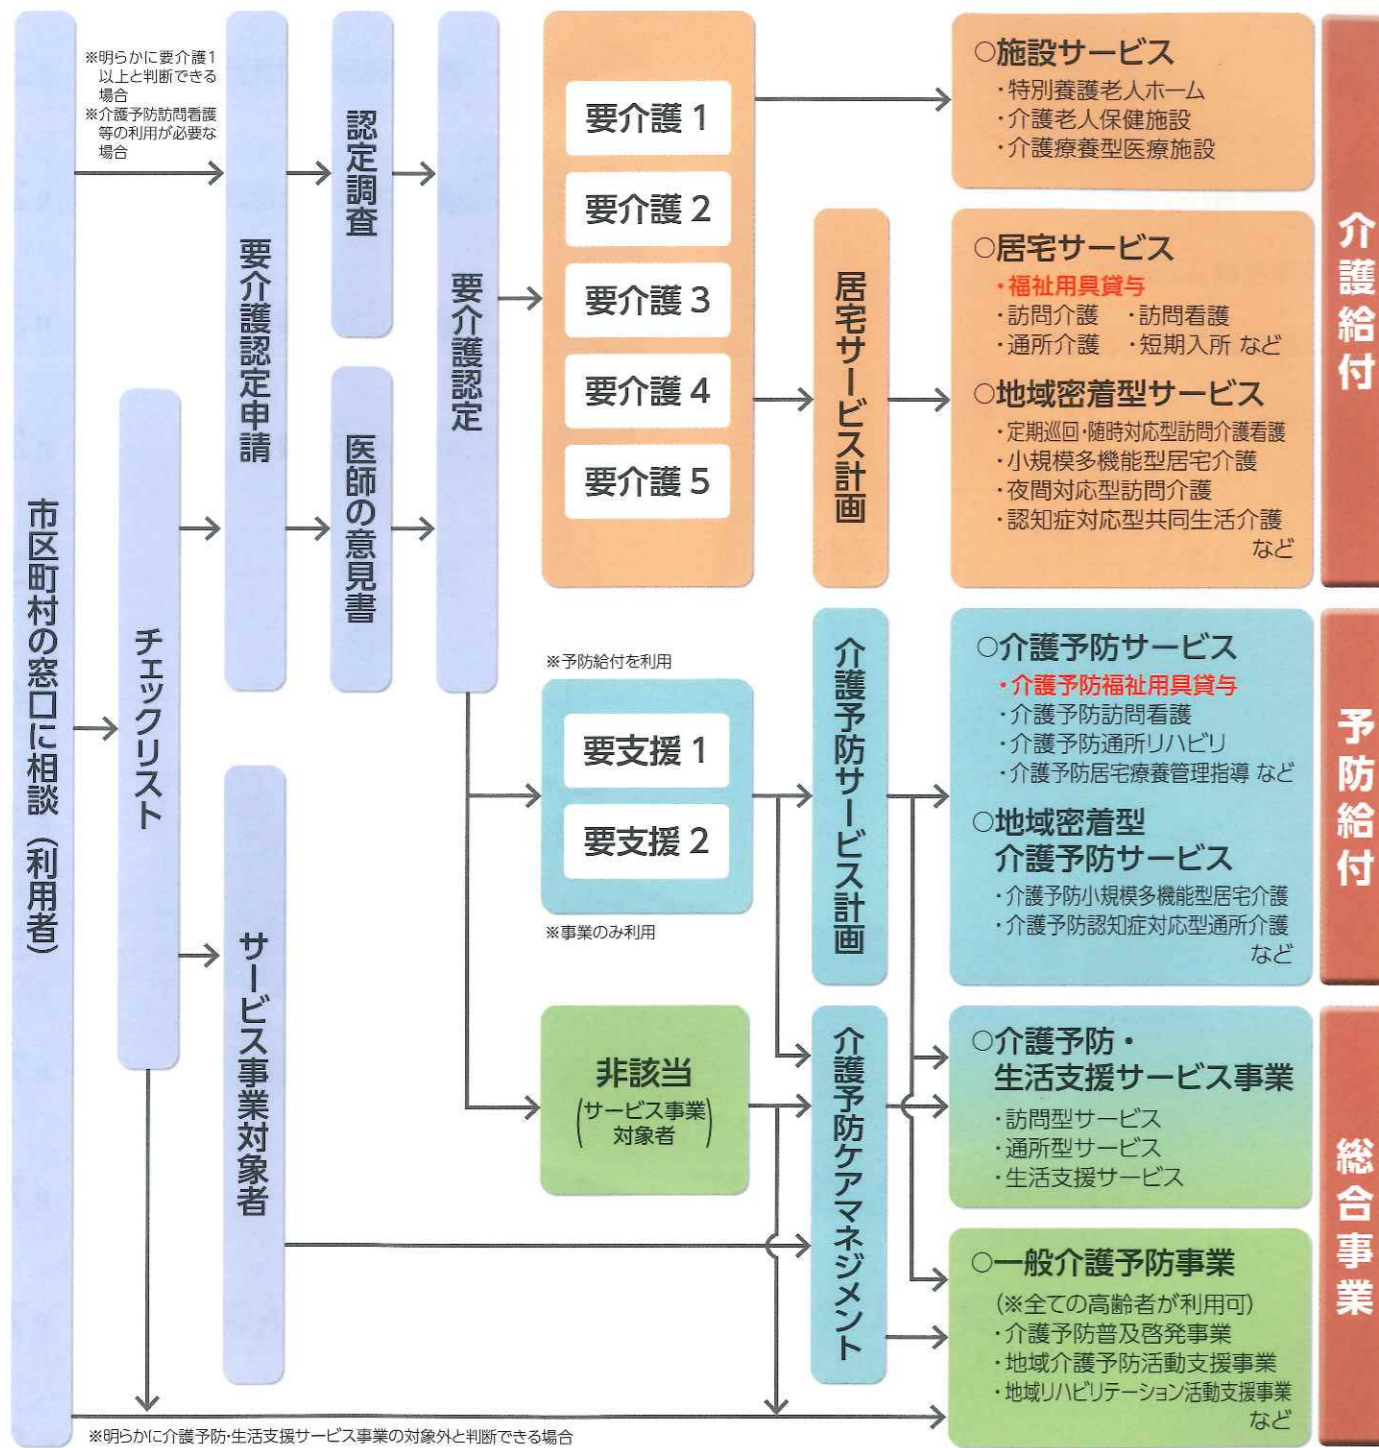 市区町村の窓口に相談（利用者）
※明らかに要介護1
以上と判断できる
場合
※介護予防訪問看護
等の利用が必要な
場合
チェックリスト
要介護認定申請
サービス事業対象者
認定調査
医師の意見書
要介護認定
要介護 1
要介護 2
要介護 3
要介護 4
要介護 5
※予防給付を利用
要支援 1
要支援 2
※事業のみ利用
非該当
（サービス事業
対象者）
居宅サービス計画
介護予防サービス計画
介護予防ケアマネジメント
○施設サービス
・特別養護老人ホーム
・介護老人保健施設
・介護療養型医療施設
○居宅サービス
・福祉用具貸与
・訪問介護 ・訪問看護
・通所介護 ・短期入所 など
○地域密着型サービス
・定期巡回・随時対応型訪問介護看護
・小規模多機能型居宅介護
・夜間対応型訪問介護
・認知症対応型共同生活介護
など
介護給付
○介護予防サービス
・介護予防福祉用具貸与
・介護予防訪問看護
・介護予防通所リハビリ
・介護予防居宅療養管理指導 など
○地域密着型
介護予防サービス
・介護予防小規模多機能型居宅介護
・介護予防認知症対応型通所介護
など
予防給付
○介護予防・
生活支援サービス事業
・訪問型サービス
・通所型サービス
・生活支援サービス
○一般介護予防事業
（※全ての高齢者が利用可）
・介護予防普及啓発事業
・地域介護予防活動支援事業
・地域リハビリテーション活動支援事業
など
総合事業
※明らかに介護予防・生活支援サービス事業の対象外と判断できる場合